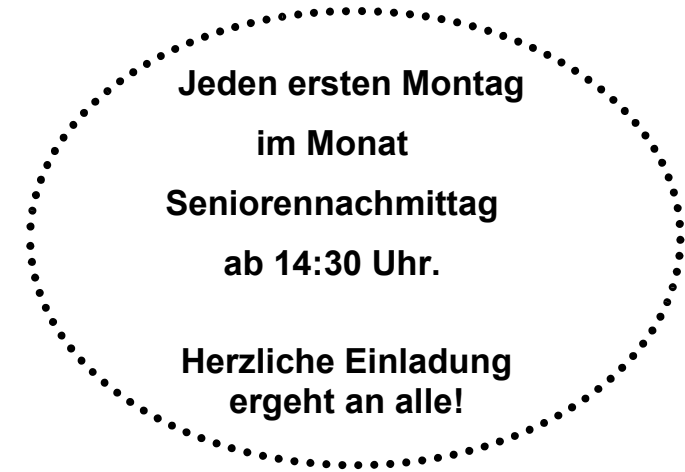 Jeden ersten Montag
im Monat
Seniorennachmittag
ab 14:30 Uhr.
Herzliche Einladung
ergeht an alle!